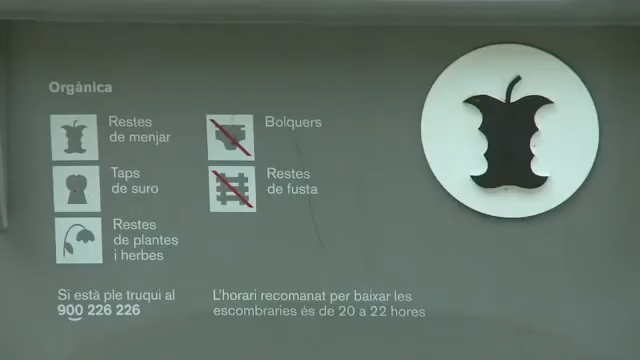 Orgànica
Restes
de menjar
Taps
de suro
Restes
de plantes
i herbes
Bolquers
Restes
de fusta
Si està ple truqui al
900 226 226
L'horari recomanat per baixar les
escombraries és de 20 a 22 hores